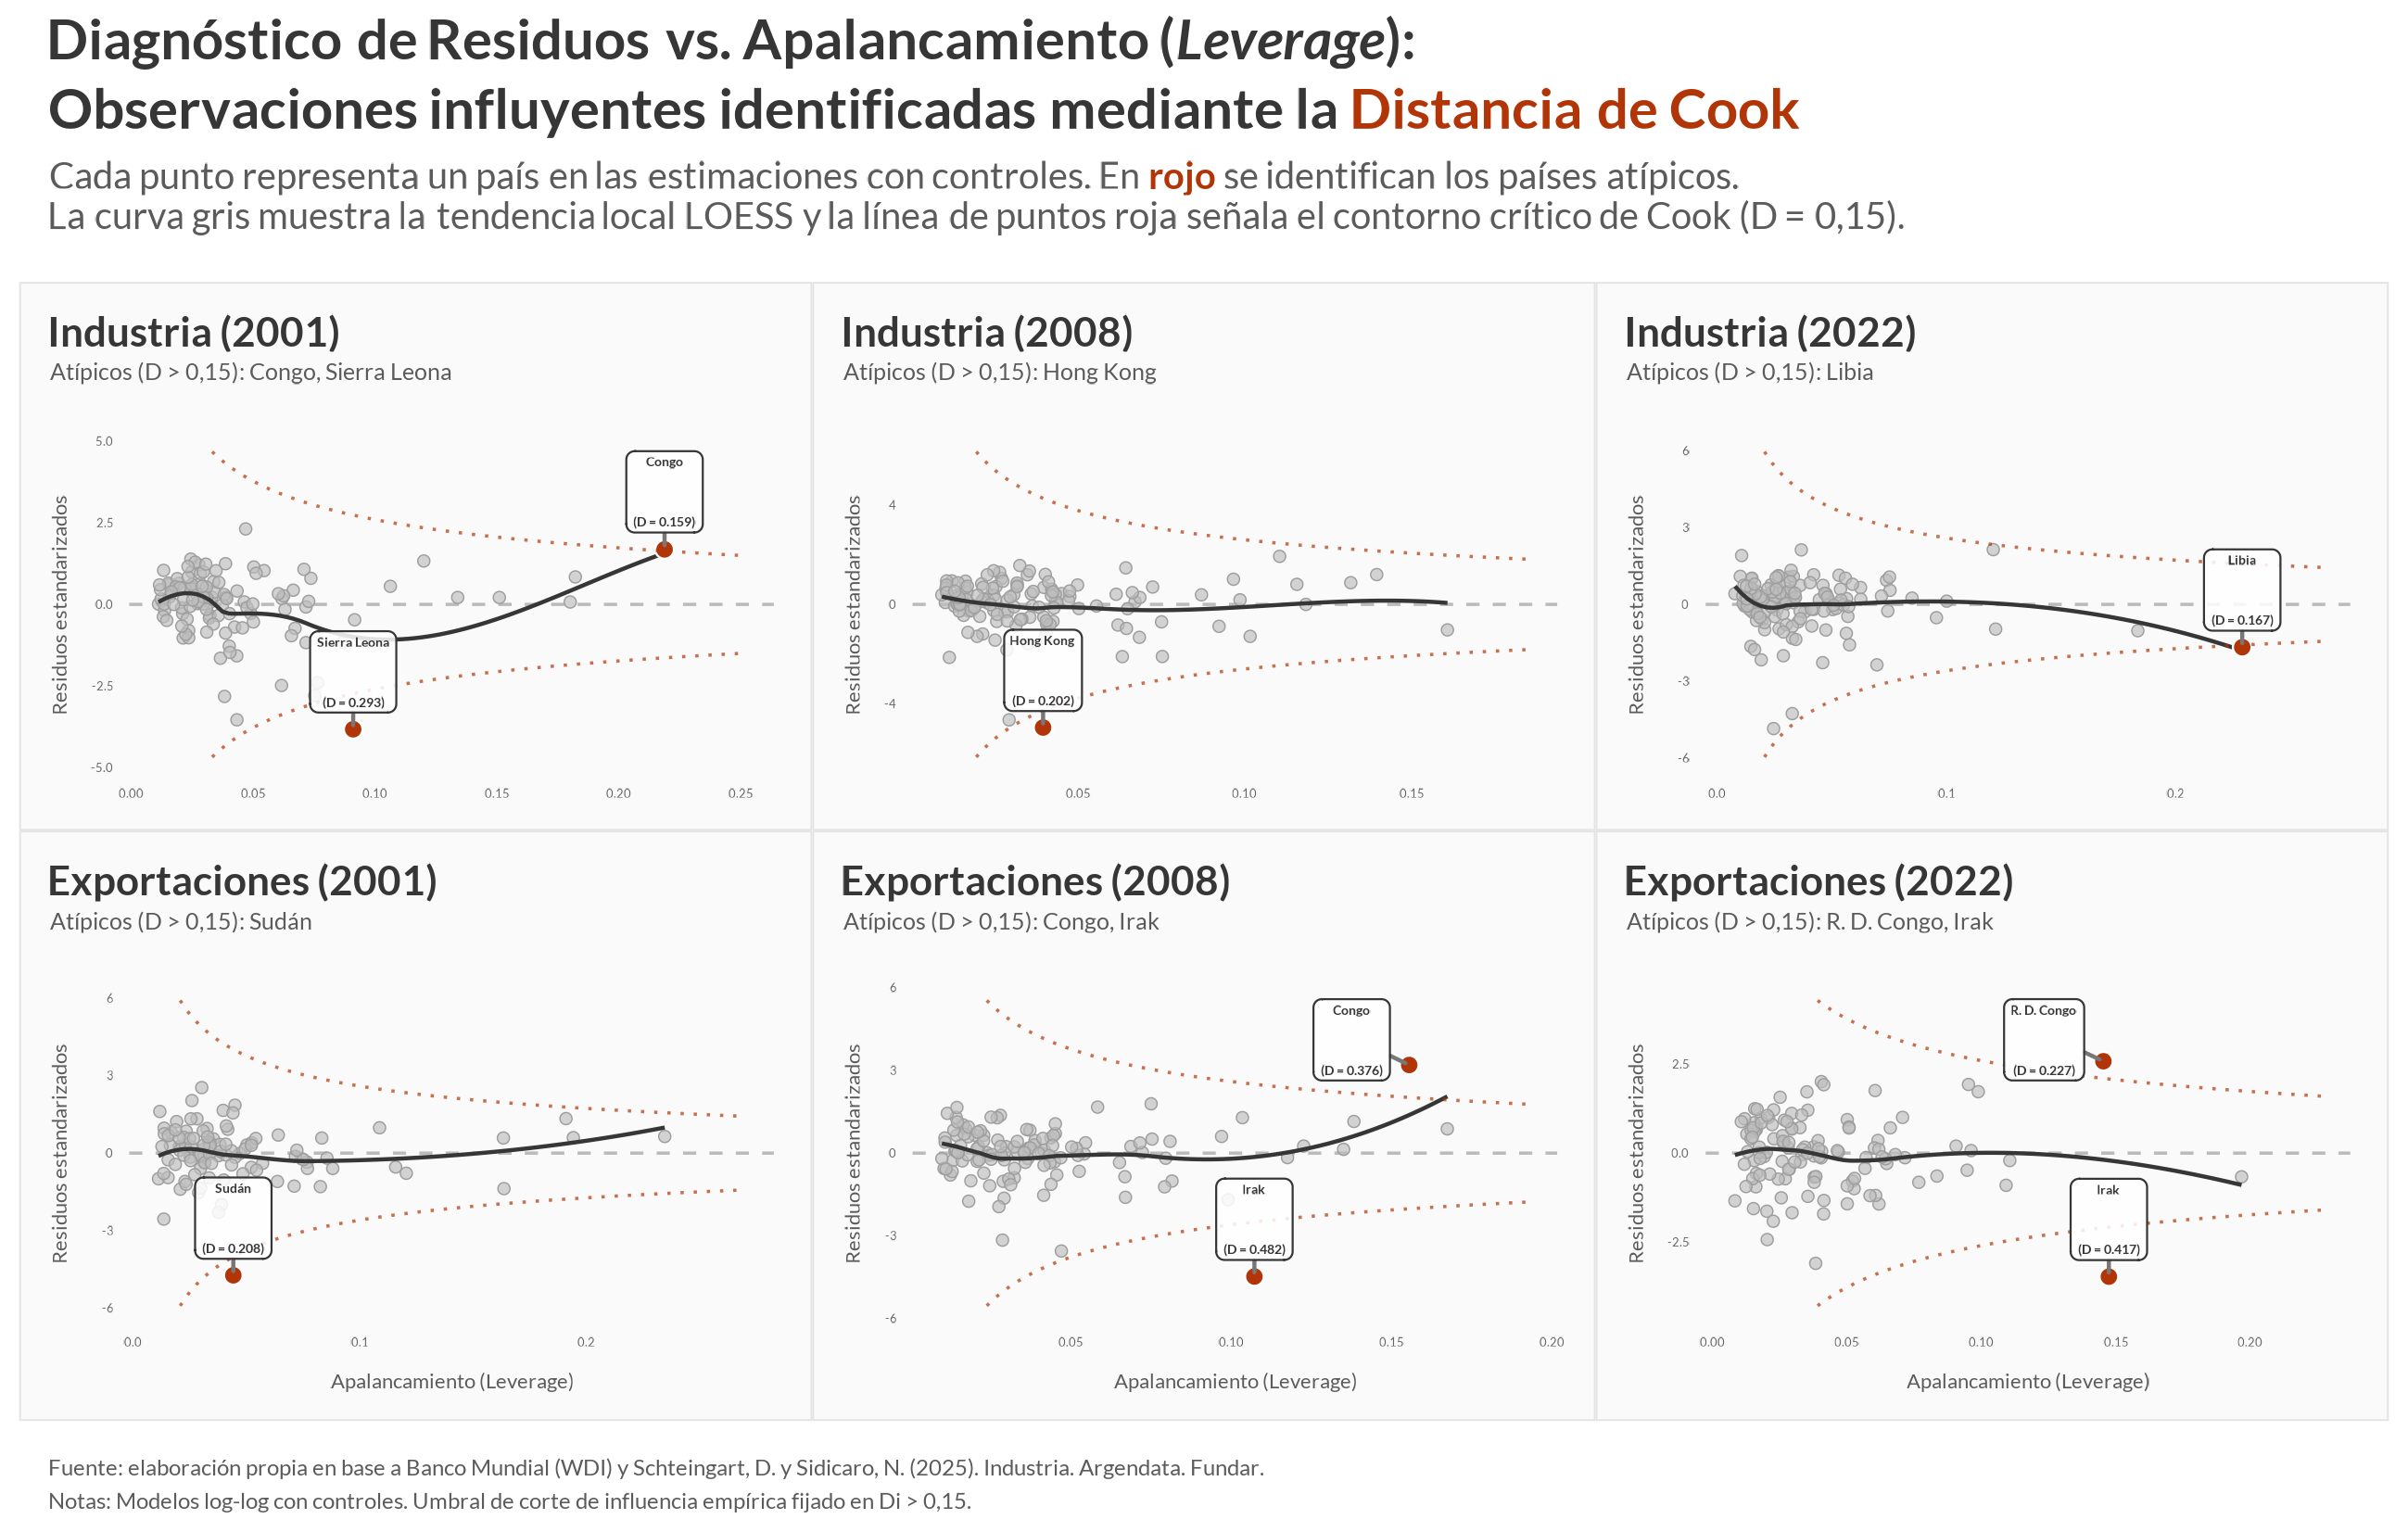 Diagnóstico de Residuos vs. Apalancamiento (Leverage):
Observaciones influyentes identificadas mediante la Distancia de Cook
Cada punto representa un país en las estimaciones con controles. En rojo se identifican los países atípicos.
La curva gris muestra la tendencia local LOESS y la línea de puntos roja señala el contorno crítico de Cook (D = 0,15).
Industria (2001)
Atípicos (D > 0,15): Congo, Sierra Leona
Residuos estandarizados
5.0
2.5
0.0
-2.5
-5.0
Congo
(D = 0.159)
Sierra Leona
(D = 0.293)
0.00
0.05
0.10
0.15
0.20
0.25
Industria (2008)
Atípicos (D > 0,15): Hong Kong
Residuos estandarizados
4
0
-4
Hong Kong
(D = 0.202)
0.05
0.10
0.15
Industria (2022)
Atípicos (D > 0,15): Libia
Residuos estandarizados
6
3
0
-3
-6
Libia
(D = 0.167)
0.0
0.1
0.2
Exportaciones (2001)
Atípicos (D > 0,15): Sudán
Residuos estandarizados
6
3
0
-3
-6
Sudán
(D = 0.208)
0.0
0.1
0.2
Apalancamiento (Leverage)
Exportaciones (2008)
Atípicos (D > 0,15): Congo, Irak
Residuos estandarizados
6
3
0
-3
-6
Congo
(D = 0.376)
Irak
(D = 0.482)
0.05
0.10
0.15
0.20
Apalancamiento (Leverage)
Exportaciones (2022)
Atípicos (D > 0,15): R. D. Congo, Irak
Residuos estandarizados
2.5
0.0
-2.5
R. D. Congo
(D = 0.227)
Irak
(D = 0.417)
0.00
0.05
0.10
0.15
0.20
Apalancamiento (Leverage)
Fuente: elaboración propia en base a Banco Mundial (WDI) y Schteingart, D. y Sidicaro, N. (2025). Industria. Argendata. Fundar.
Notas: Modelos log-log con controles. Umbral de corte de influencia empírica fijado en Di > 0,15.